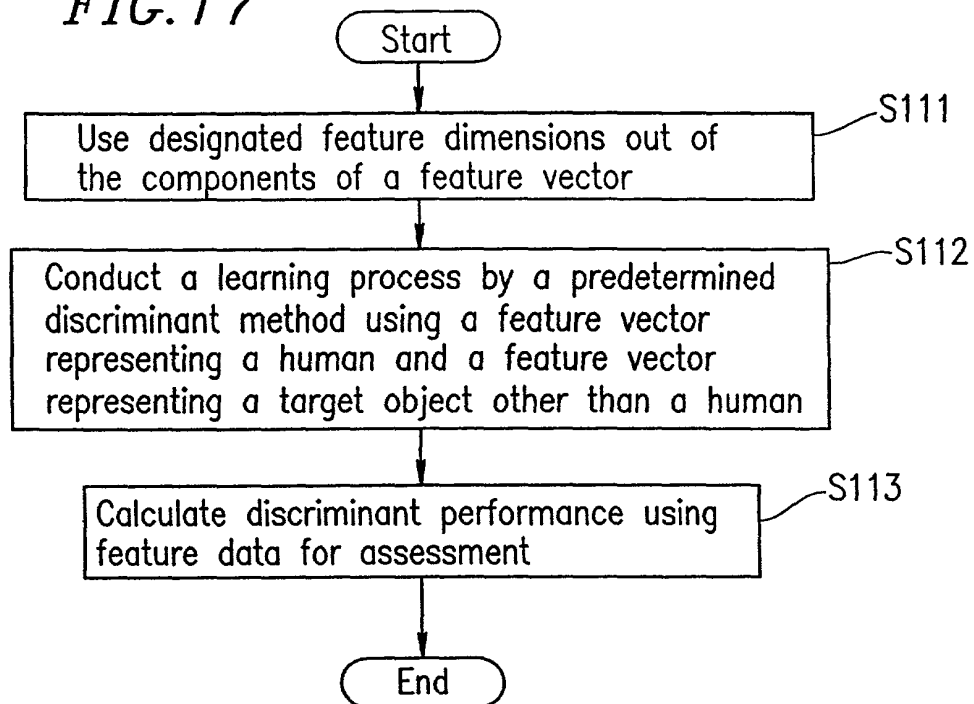 FIG. 17
Start
S111
Use designated feature dimensions out of
the components of a feature vector
S112
Conduct a learning process by a predetermined
discriminant method using a feature vector
representing a human and a feature vector
representing a target object other than a human
S113
Calculate discriminant performance using
feature data for assessment
End